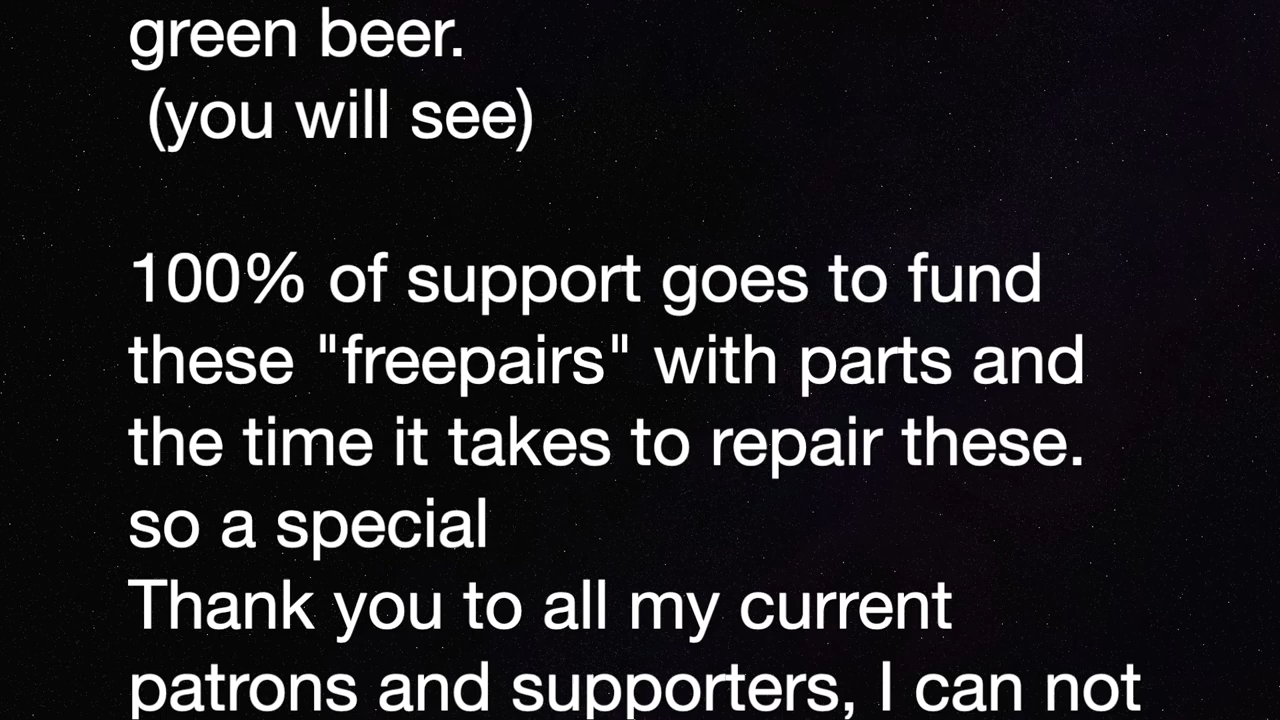 green beer.
(you will see)
100% of support goes to fund
these "freepairs" with parts and
the time it takes to repair these.
so a special
Thank you to all my current
patrons and supporters, I can not